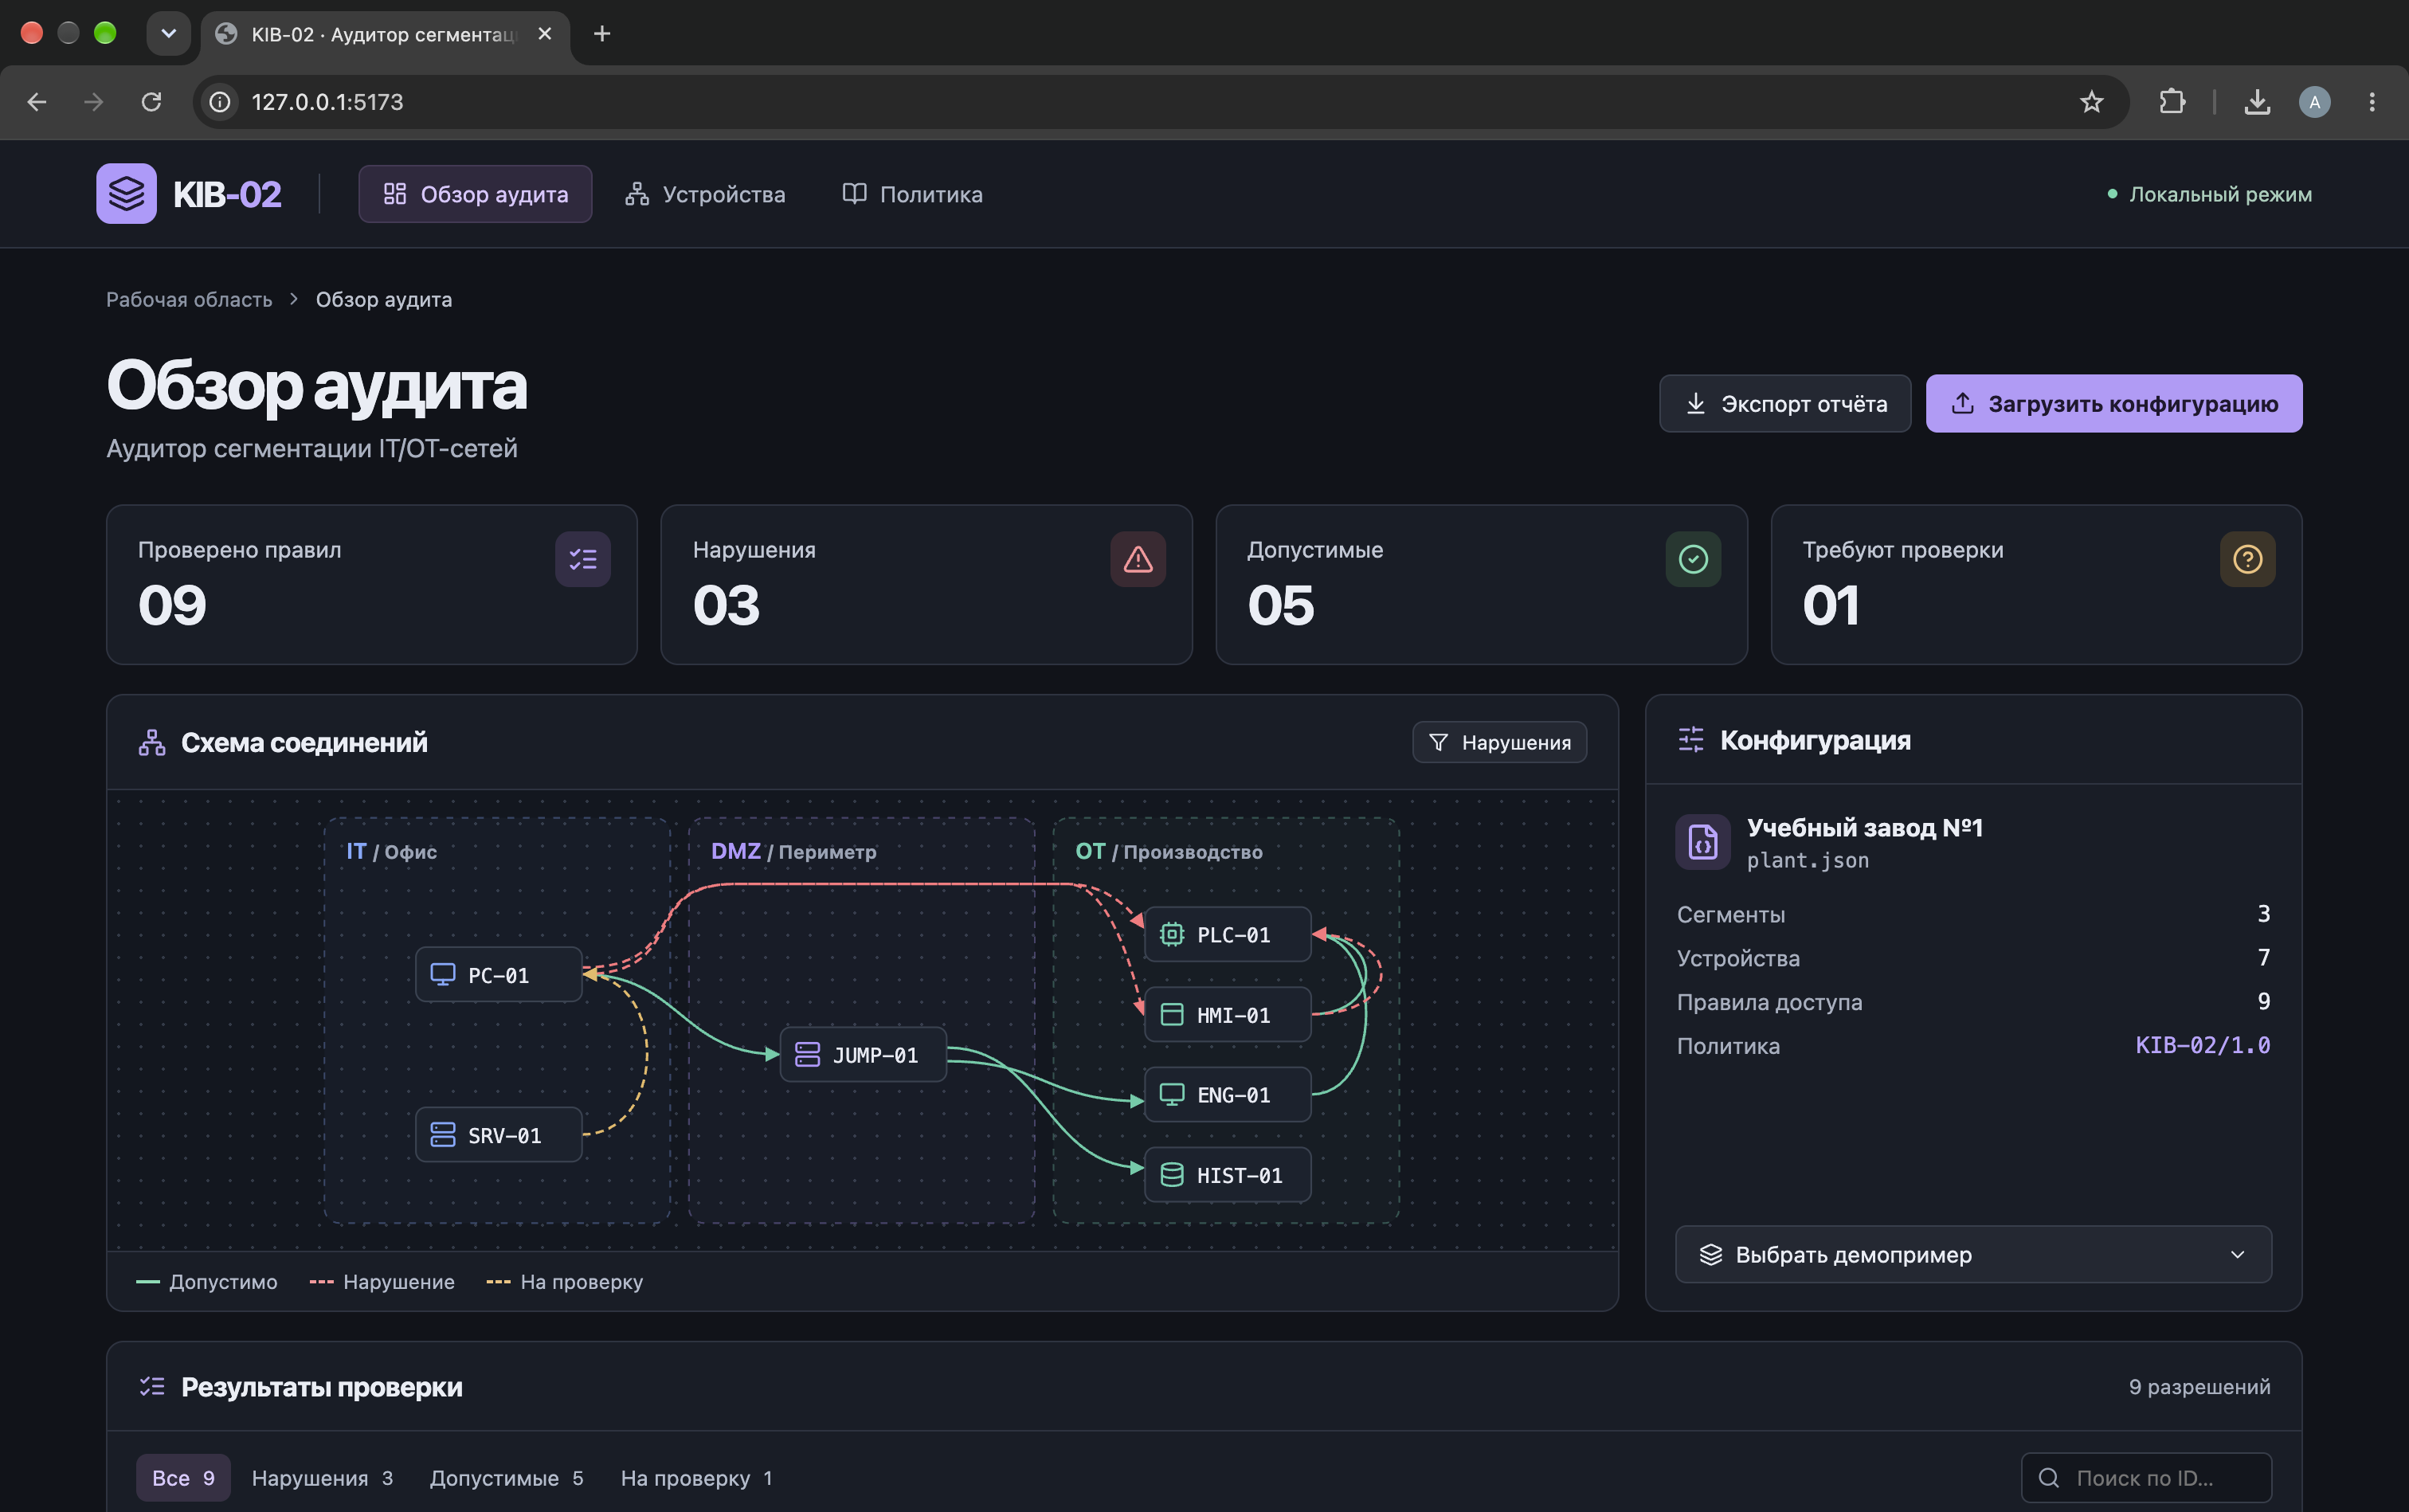 KIB-02 · Аудитор сегментац
127.0.0.1:5173
A
KIB-02
Обзор аудита
Устройства
Политика
Локальный режим
Рабочая область > Обзор аудита
Обзор аудита
Аудитор сегментации IT/OT-сетей
Экспорт отчёта
Загрузить конфигурацию
Проверено правил
09
Нарушения
03
Допустимые
05
Требуют проверки
01
Схема соединений
Нарушения
IT / Офис
DMZ / Периметр
OT / Производство
PC-01
SRV-01
JUMP-01
PLC-01
HMI-01
ENG-01
HIST-01
Допустимо
Нарушение
На проверку
Конфигурация
Учебный завод №1
plant.json
Сегменты 3
Устройства 7
Правила доступа 9
Политика KIB-02/1.0
Выбрать демопример
Результаты проверки
9 разрешений
Все 9
Нарушения 3
Допустимые 5
На проверку 1
Поиск по ID...